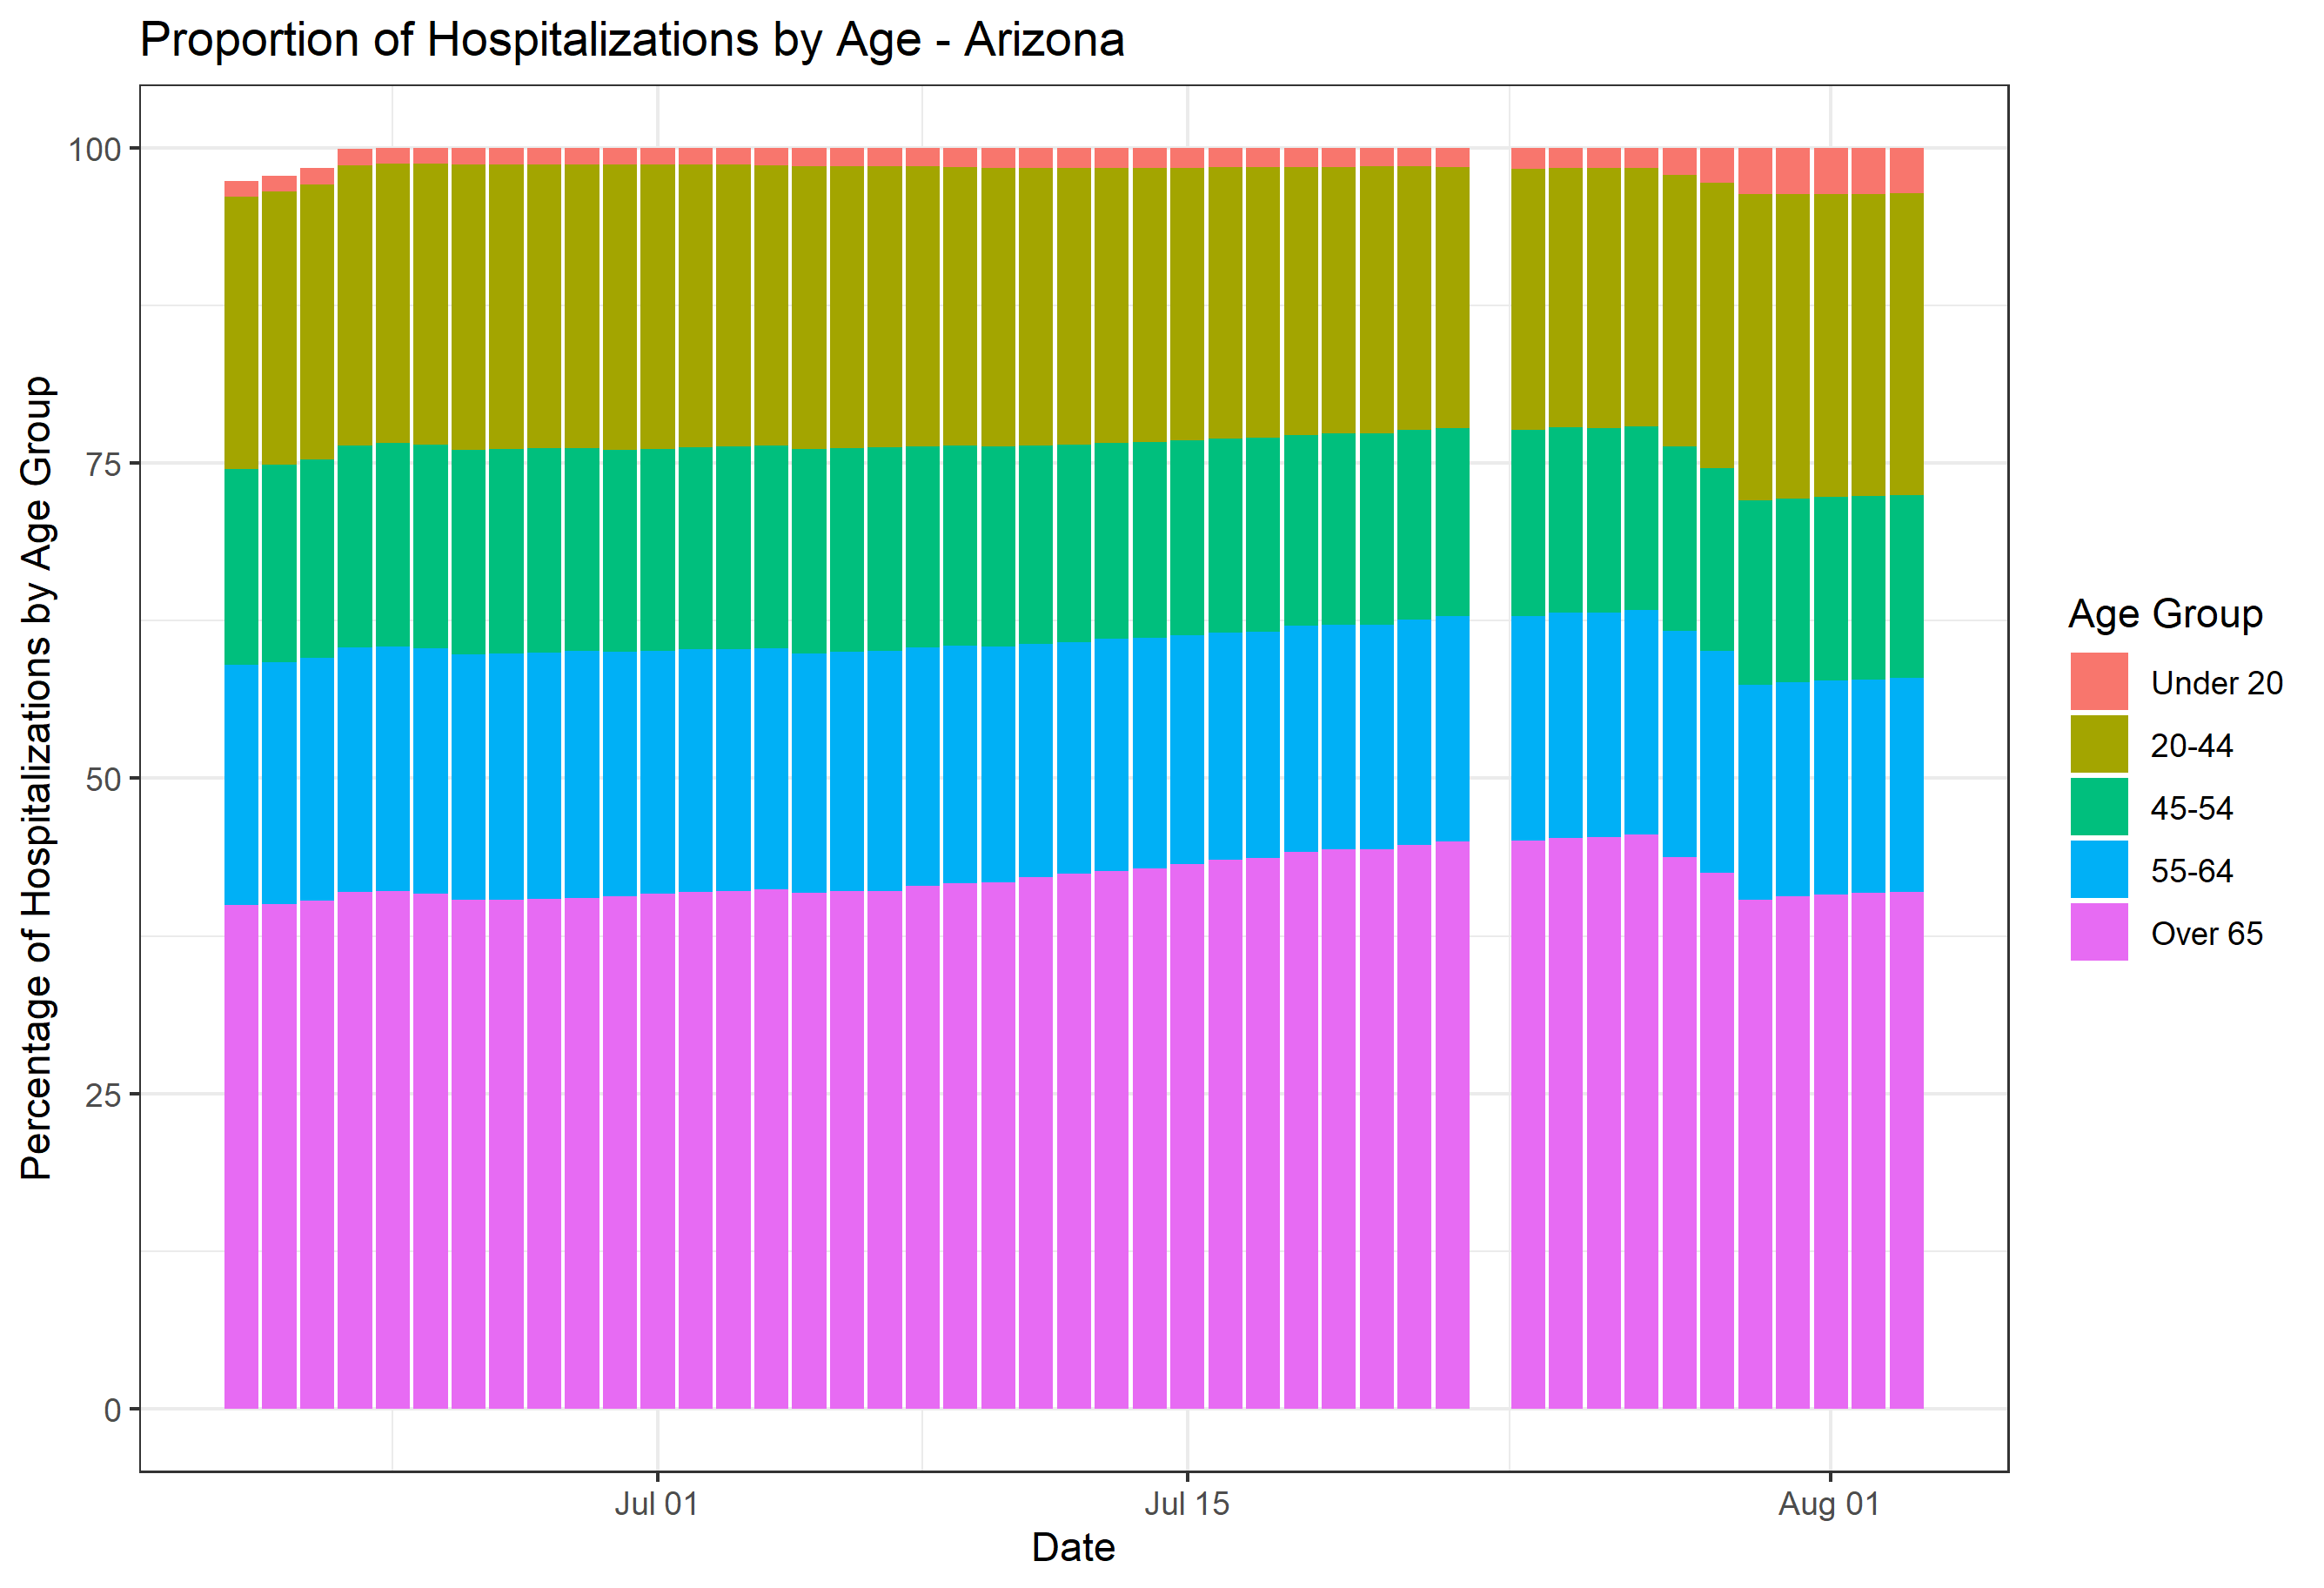 Proportion of Hospitalizations by Age - Arizona
Percentage of Hospitalizations by Age Group
100
75
50
25
0
Jul 01
Jul 15
Aug 01
Date
Age Group
Under 20
20-44
45-54
55-64
Over 65